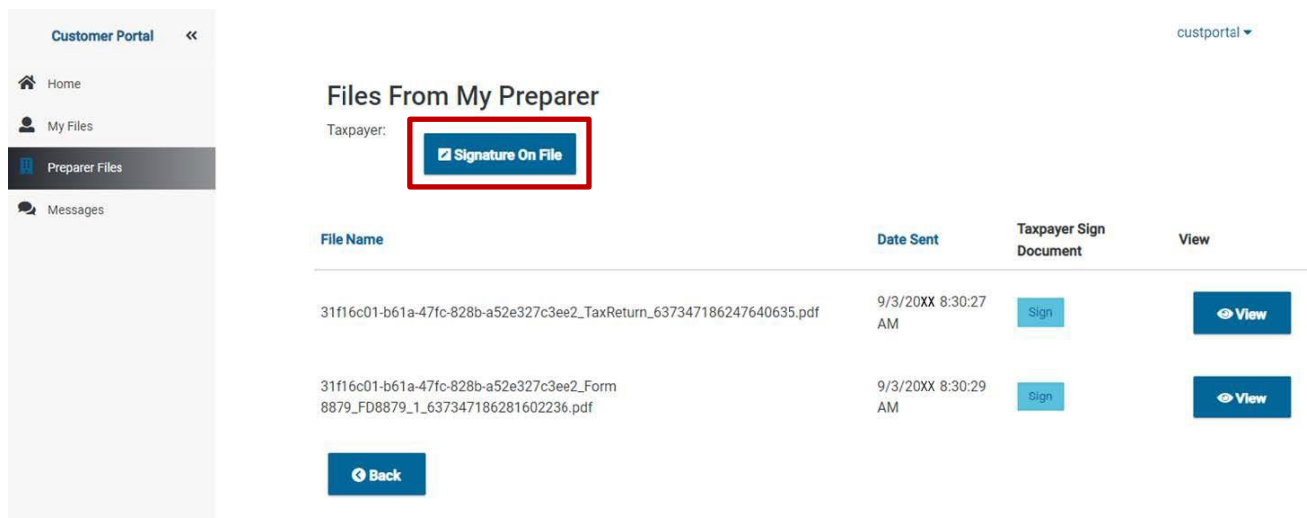 Customer Portal
custportal
Home
My Files
Preparer Files
Messages
Files From My Preparer
Taxpayer:
Signature On File
File Name
Date Sent
Taxpayer Sign
Document
View
31f16c01-b61a-47fc-828b-a52e327c3ee2_TaxReturn_637347186247640635.pdf
9/3/20XX 8:30:27
AM
Sign
View
31f16c01-b61a-47fc-828b-a52e327c3ee2_Form
8879_FD8879_1_637347186281602236.pdf
9/3/20XX 8:30:29
AM
Sign
View
Back